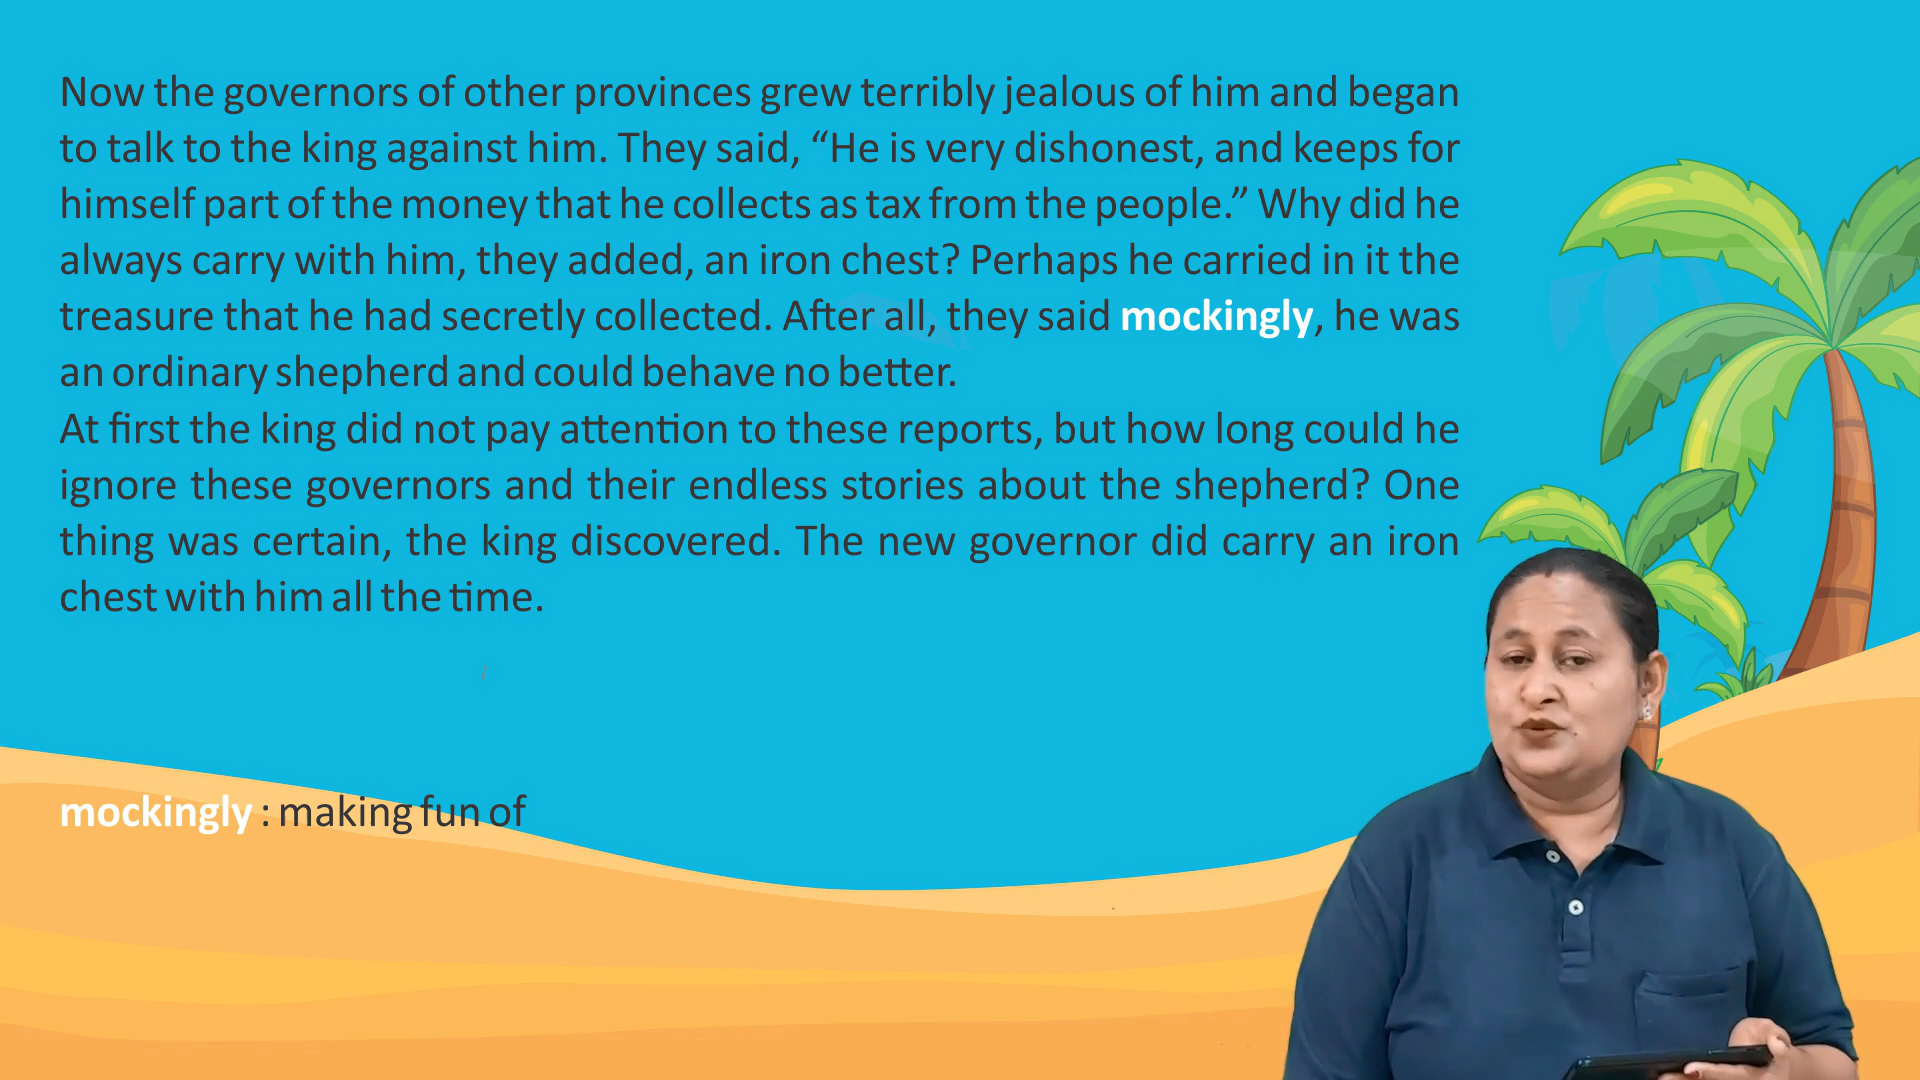 Now the governors of other provinces grew terribly jealous of him and began
to talk to the king against him. They said, “He is very dishonest, and keeps for
himself part of the money that he collects as tax from the people.” Why did he
always carry with him, they added, an iron chest? Perhaps he carried in it the
treasure that he had secretly collected. After all, they said mockingly, he was
an ordinary shepherd and could behave no better.
At first the king did not pay attention to these reports, but how long could he
ignore these governors and their endless stories about the shepherd? One
thing was certain, the king discovered. The new governor did carry an iron
chest with him all the time.
mockingly : making fun of